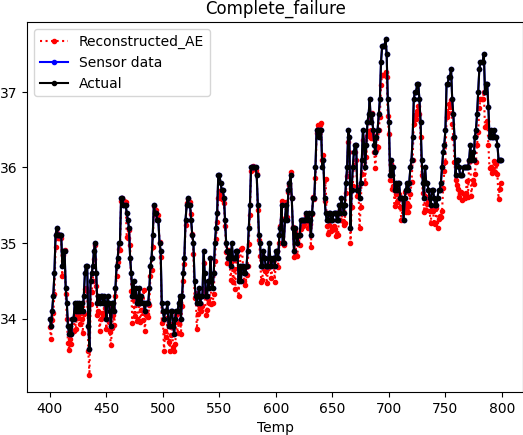 Complete_failure
Reconstructed_AE
Sensor data
Actual
37
36
35
34
400 450 500 550 600 650 700 750 800
Temp